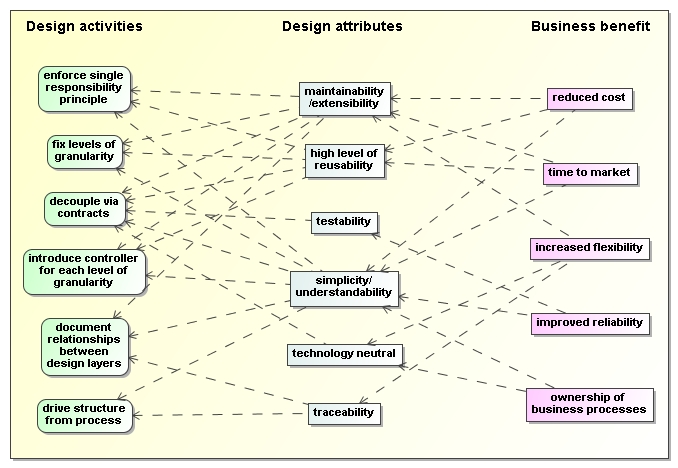 Design activities
Design attributes
Business benefit
enforce single
responsibility
principle
fix levels of
granularity
decouple via
contracts
introduce controller
for each level of
granularity
document
relationships
between
design layers
drive structure
from process
maintainability
/extensibility
high level of
reusability
testability
simplicity/
understandability
technology neutral
traceability
reduced cost
time to market
increased flexibility
improved reliability
ownership of
business processes